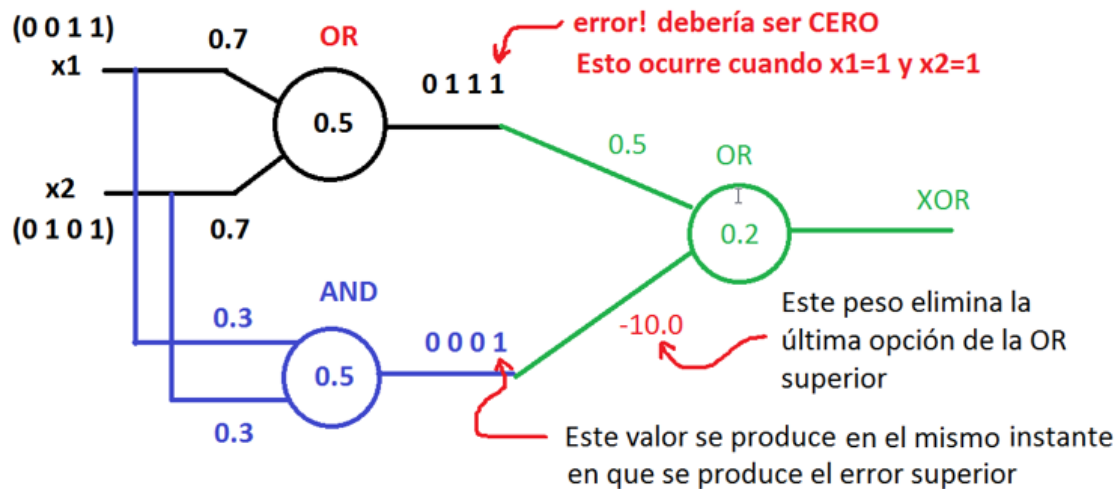 (0 0 1 1)
x1
0.7
OR
0.5
0 1 1 1
error! debería ser CERO
Esto ocurre cuando x1=1 y x2=1
x2
(0 1 0 1)
0.7
0.5
OR
0.2
XOR
AND
0.3
0.5
0.3
0 0 0 1
-10.0
Este peso elimina la
última opción de la OR
superior
Este valor se produce en el mismo instante
en que se produce el error superior